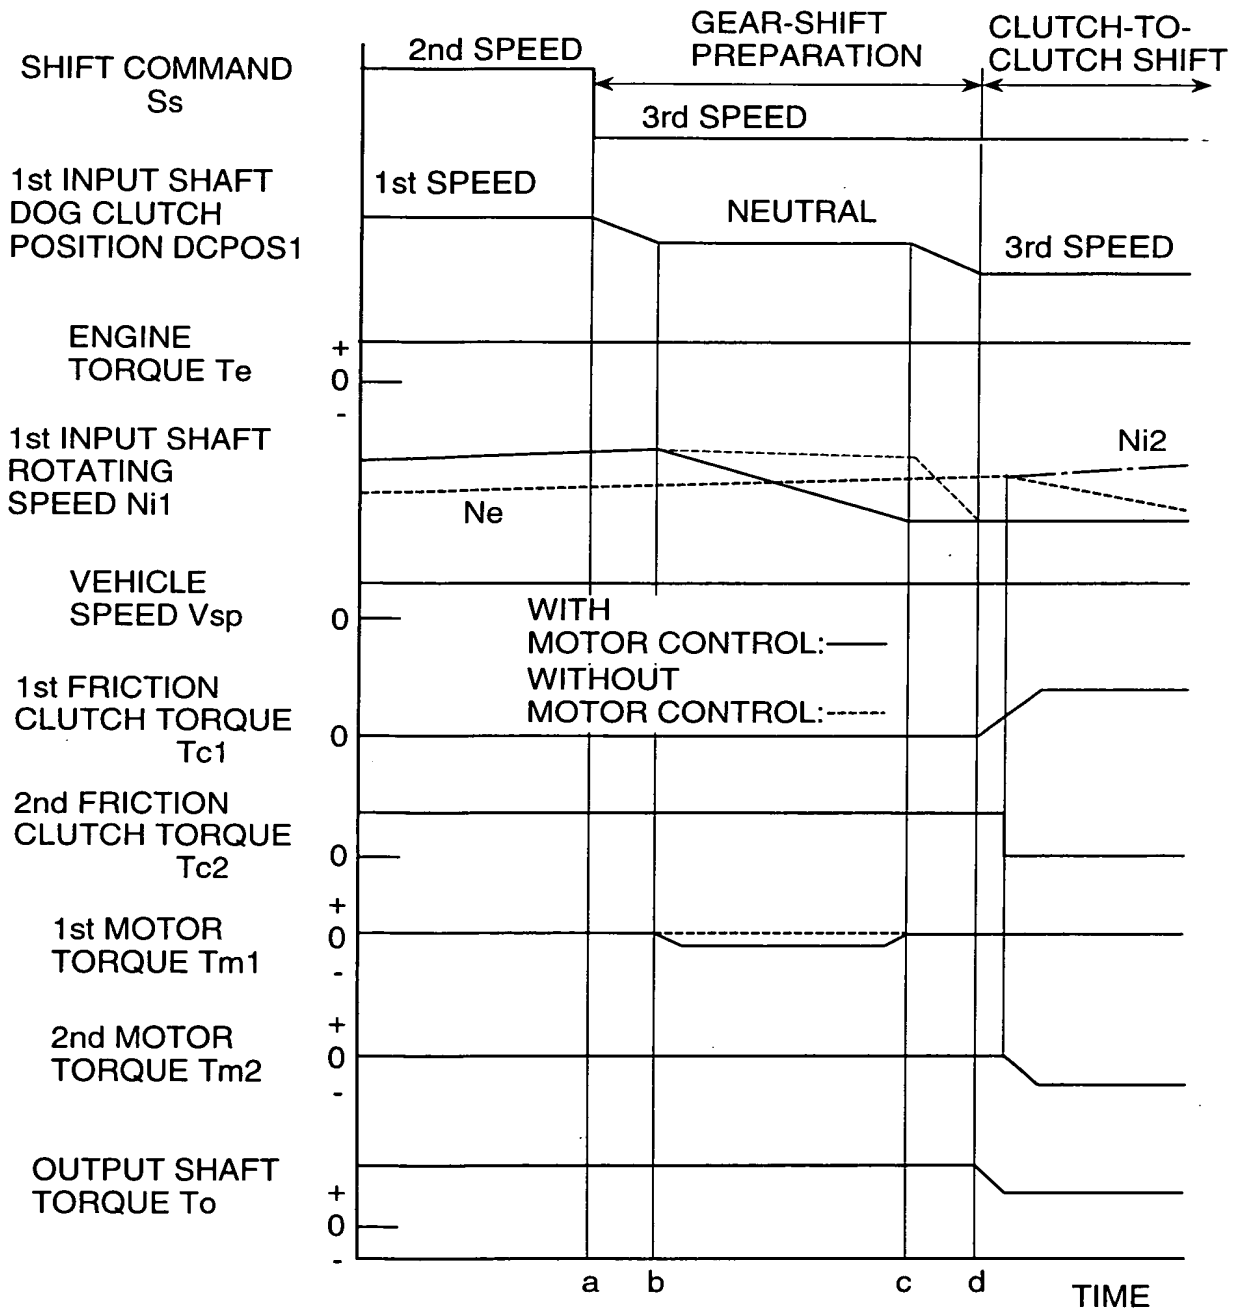 GEAR-SHIFT
PREPARATION
CLUTCH-TO-
CLUTCH SHIFT
SHIFT COMMAND
Ss
2nd SPEED
3rd SPEED
1st INPUT SHAFT
DOG CLUTCH
POSITION DCPOS1
1st SPEED
NEUTRAL
3rd SPEED
ENGINE
TORQUE Te
+
0
-
1st INPUT SHAFT
ROTATING
SPEED Ni1
Ne
Ni2
VEHICLE
SPEED Vsp
0
WITH
MOTOR CONTROL:
WITHOUT
MOTOR CONTROL:
1st FRICTION
CLUTCH TORQUE
Tc1
0
2nd FRICTION
CLUTCH TORQUE
Tc2
0
1st MOTOR
TORQUE Tm1
+
0
-
2nd MOTOR
TORQUE Tm2
+
0
-
OUTPUT SHAFT
TORQUE To
+
0
-
a b c d
TIME